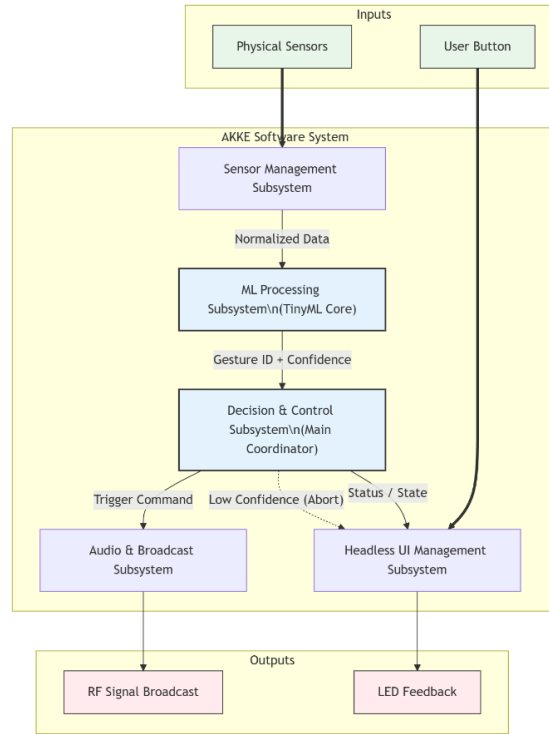 Inputs
Physical Sensors
User Button
AKKE Software System
Sensor Management
Subsystem
Normalized Data
ML Processing
Subsystem\n(TinyML Core)
Gesture ID + Confidence
Decision & Control
Subsystem\n(Main
Coordinator)
Trigger Command
Low Confidence (Abort)
Status / State
Audio & Broadcast
Subsystem
Headless UI Management
Subsystem
Outputs
RF Signal Broadcast
LED Feedback